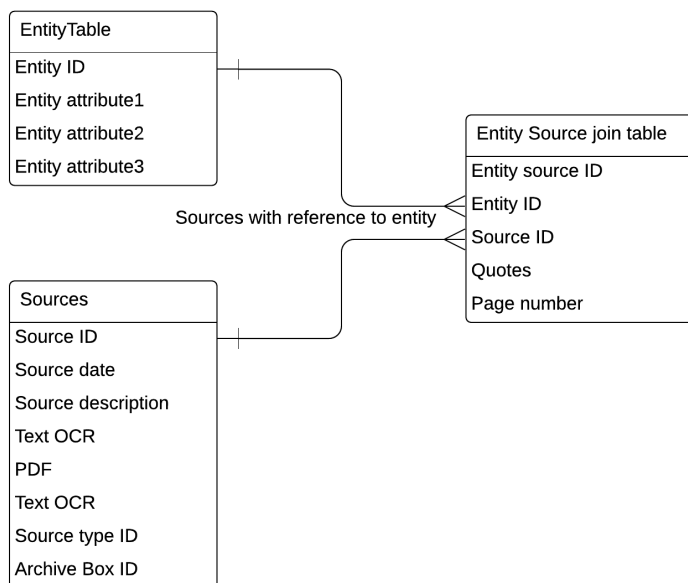 EntityTable
Entity ID
Entity attribute1
Entity attribute2
Entity attribute3
Entity Source join table
Entity source ID
Entity ID
Source ID
Quotes
Page number
Sources with reference to entity
Sources
Source ID
Source date
Source description
Text OCR
PDF
Text OCR
Source type ID
Archive Box ID